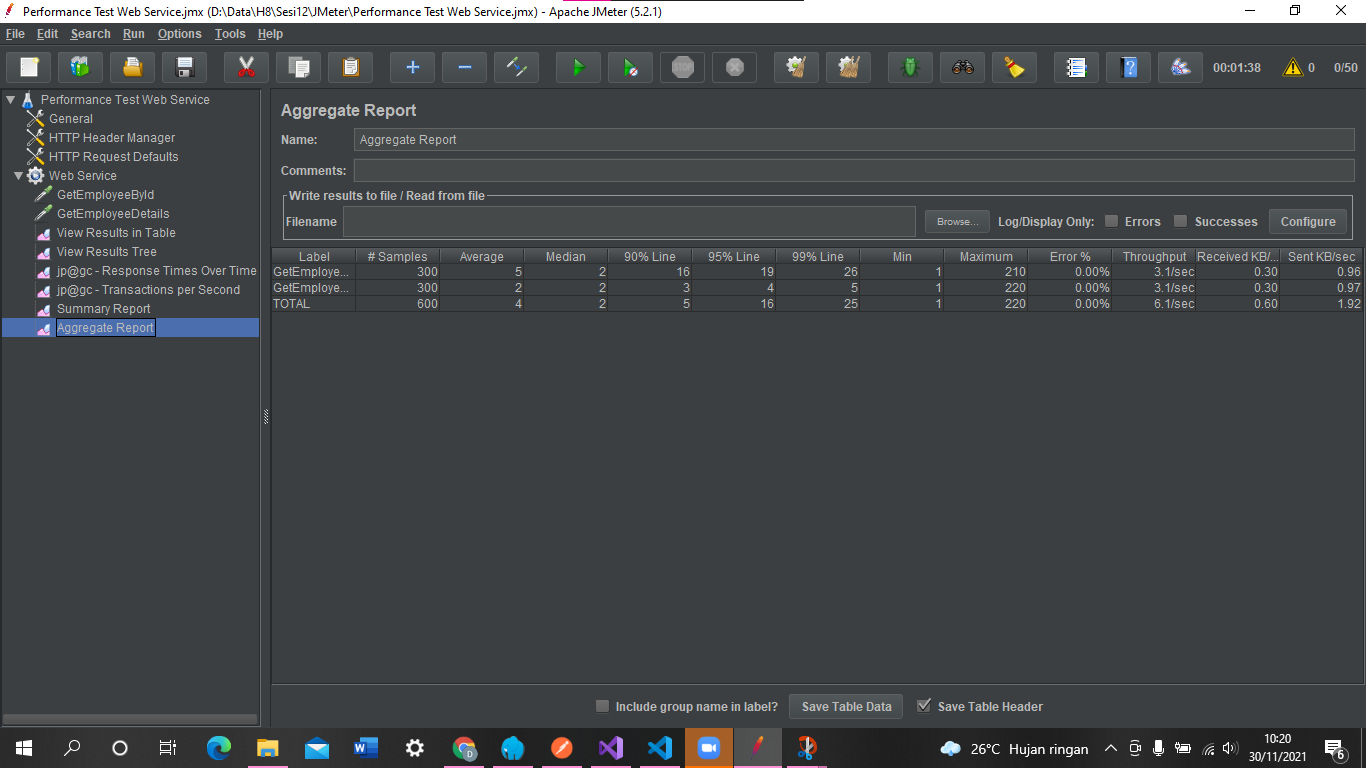 Performance Test Web Service.jmx (D:\Data\H8\Sesi12\JMeter\Performance Test Web Service.jmx) - Apache JMeter (5.2.1)
File Edit Search Run Options Tools Help
STOP 00:01:38 0 0/50
Performance Test Web Service
General
HTTP Header Manager
HTTP Request Defaults
Web Service
GetEmployeeById
GetEmployeeDetails
View Results in Table
View Results Tree
jp@gc - Response Times Over Time
jp@gc - Transactions per Second
Summary Report
Aggregate Report
Aggregate Report
Name: Aggregate Report
Comments:
Write results to file / Read from file
Filename Browse... Log/Display Only: Errors Successes Configure
Label # Samples Average Median 90% Line 95% Line 99% Line Min Maximum Error % Throughput Received KB/... Sent KB/sec
GetEmploye... 300 5 2 16 19 26 1 210 0.00% 3.1/sec 0.30 0.96
GetEmploye... 300 2 2 3 4 5 1 220 0.00% 3.1/sec 0.30 0.97
TOTAL 600 4 2 5 16 25 1 220 0.00% 6.1/sec 0.60 1.92
Include group name in label? Save Table Data Save Table Header
26°C Hujan ringan
10:20
30/11/2021
6